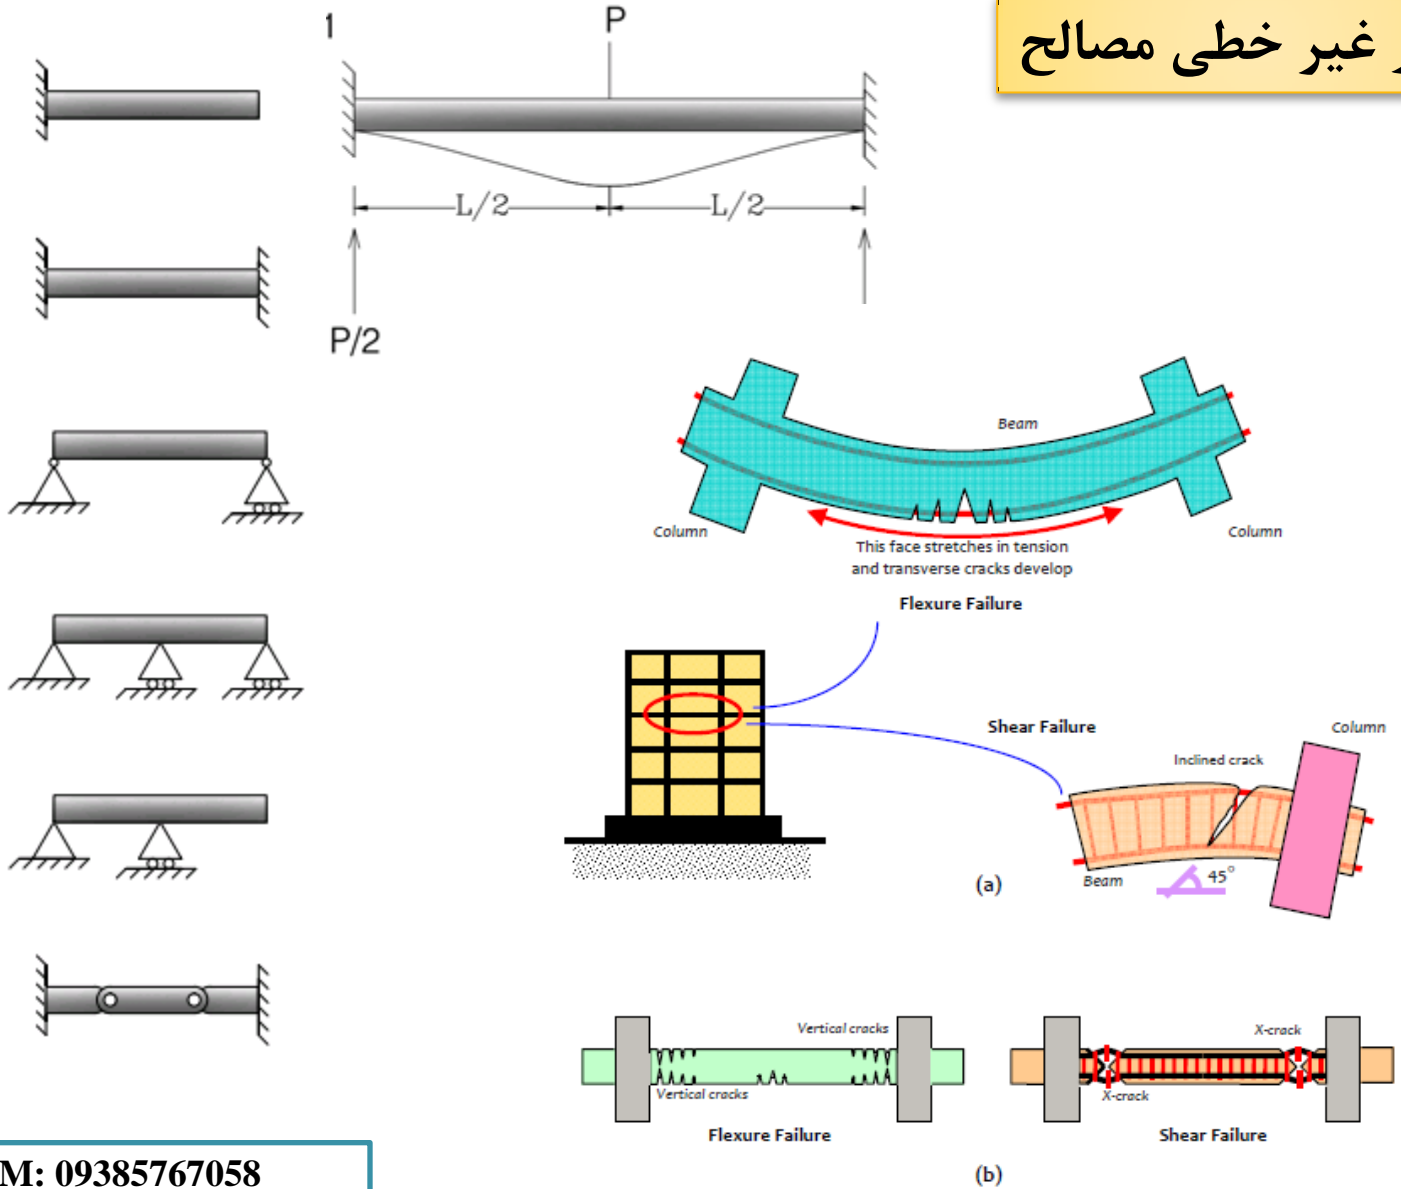 غیر خطی مصالح
1
P
L/2
L/2
P/2
Beam
Column
Column
This face stretches in tension
and transverse cracks develop
Flexure Failure
Shear Failure
Column
Inclined crack
Beam
45°
(a)
Vertical cracks
Vertical cracks
Flexure Failure
X-crack
X-crack
Shear Failure
(b)
M: 09385767058